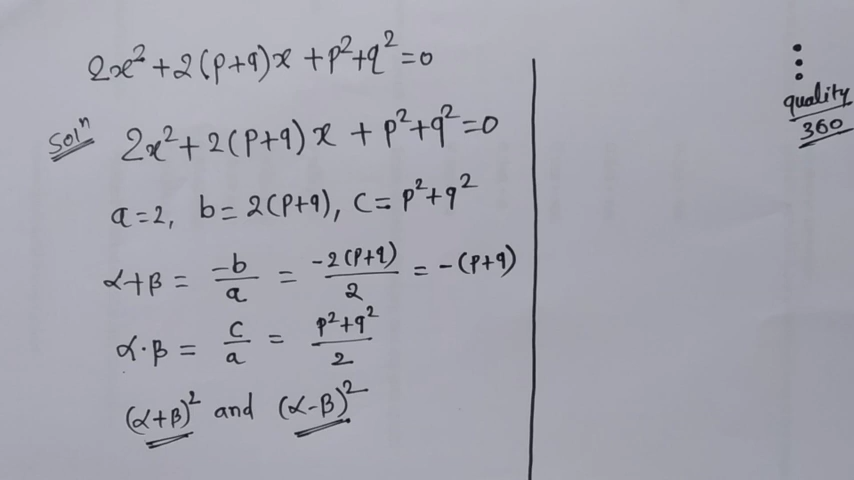 2x²+2(p+q)x+p²+q²=0
Solⁿ 2x²+2(p+q)x + p²+q²=0
a=2, b=2(p+q), c=p²+q²
α+β = -b/a = -2(p+q)/2 = -(p+q)
α·β = c/a = p²+q²/2
(α+β)² and (α-β)²
quality
360